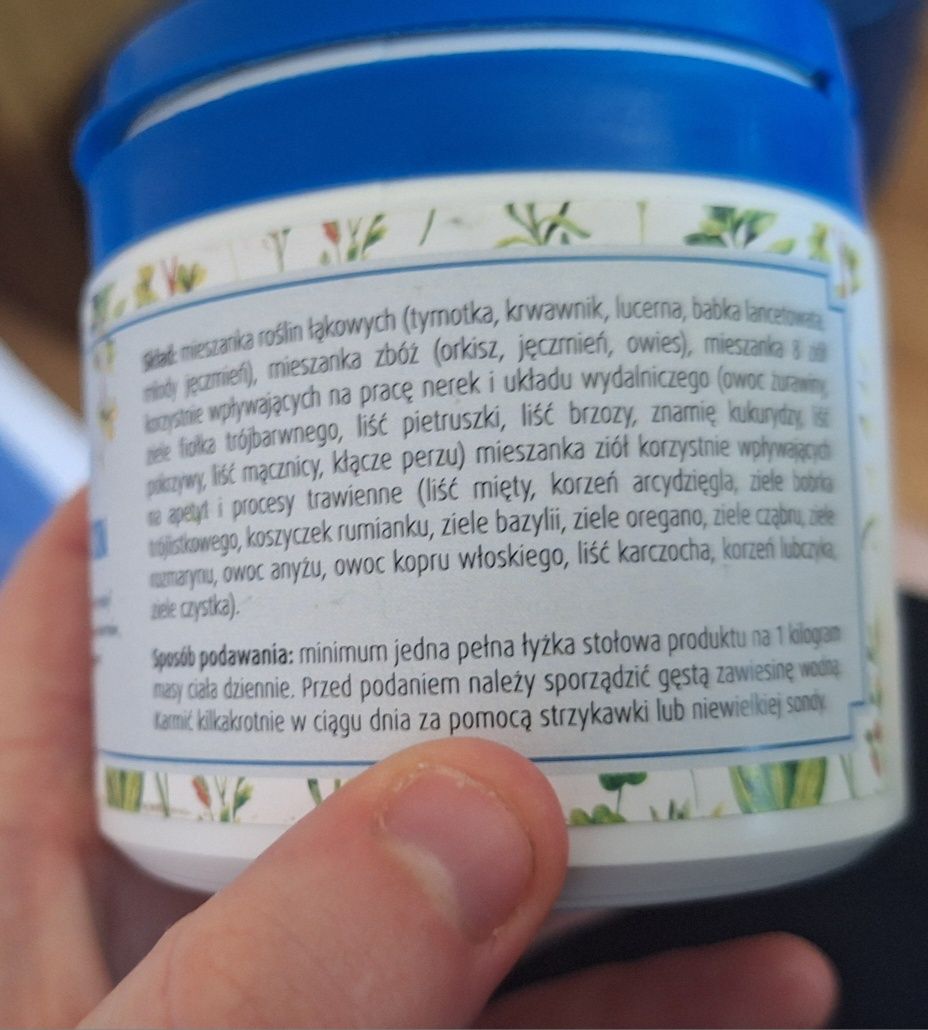 Skład: mieszanka roślin łąkowych (tymotka, krwawnik, lucerna, babka lancetowata,
młody jęczmień), mieszanka zbóż (orkisz, jęczmień, owies), mieszanka 8 ziół
korzystnie wpływających na pracę nerek i układu wydalniczego (owoc żurawiny,
ziele fiołka trójbarwnego, liść pietruszki, liść brzozy, znamię kukurydzy, liść
pokrzywy, liść mącznicy, kłącze perzu) mieszanka ziół korzystnie wpływających
na apetyt i procesy trawienne (liść mięty, korzeń arcydzięgla, ziele bobrka
trójlistkowego, koszyczek rumianku, ziele bazylii, ziele oregano, ziele cząbru, ziele
rozmarynu, owoc anyżu, owoc kopru włoskiego, liść karczocha, korzeń lubczyka,
ziele czystka).
Sposób podawania: minimum jedna pełna łyżka stołowa produktu na 1 kilogram
masy ciała dziennie. Przed podaniem należy sporządzić gęstą zawiesinę wodną.
Karmić kilkakrotnie w ciągu dnia za pomocą strzykawki lub niewielkiej sondy.